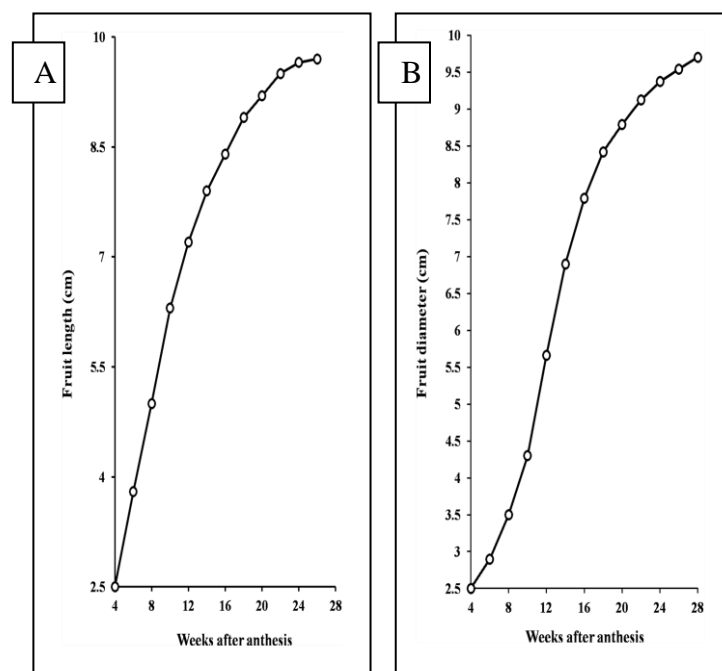 A
10
8.5
7
5.5
4
2.5
Fruit length (cm)
4 8 12 16 20 24 28
Weeks after anthesis
B
10
9.5
9
8.5
8
7.5
7
6.5
6
5.5
5
4.5
4
3.5
3
2.5
Fruit diameter (cm)
4 8 12 16 20 24 28
Weeks after anthesis